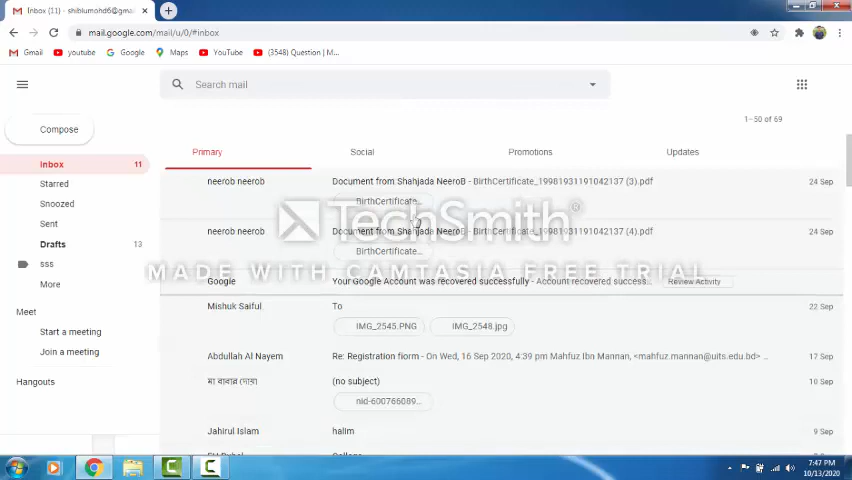 Inbox (11) - shiblumohd6@gmail.c
mail.google.com/mail/u/0/#inbox
Gmail youtube Google Maps YouTube (3548) Question | M...
Search mail
1–50 of 69
Compose
Inbox 11
Starred
Snoozed
Sent
Drafts 13
sss
More
Meet
Start a meeting
Join a meeting
Hangouts
Primary Social Promotions Updates
neerob neerob Document from Shahjada NeeroB - BirthCertificate_19981931191042137 (3).pdf 24 Sep
BirthCertificate...
TechSmith®
neerob neerob Document from Shahjada NeeroB - BirthCertificate_19981931191042137 (4).pdf 24 Sep
BirthCertificate...
MADE WITH CAMTASIA FREE TRIAL
Google Your Google Account was recovered successfully - Account recovered success... Review Activity
Mishuk Saiful To 22 Sep
IMG_2545.PNG IMG_2548.jpg
Abdullah Al Nayem Re: Registration fiorm - On Wed, 16 Sep 2020, 4:39 pm Mahfuz Ibn Mannan, <mahfuz.mannan@uits.edu.bd> ... 17 Sep
মা বাবার দোয়া (no subject) 10 Sep
nid-600766089...
Jahirul Islam halim 9 Sep
7:47 PM
10/13/2020